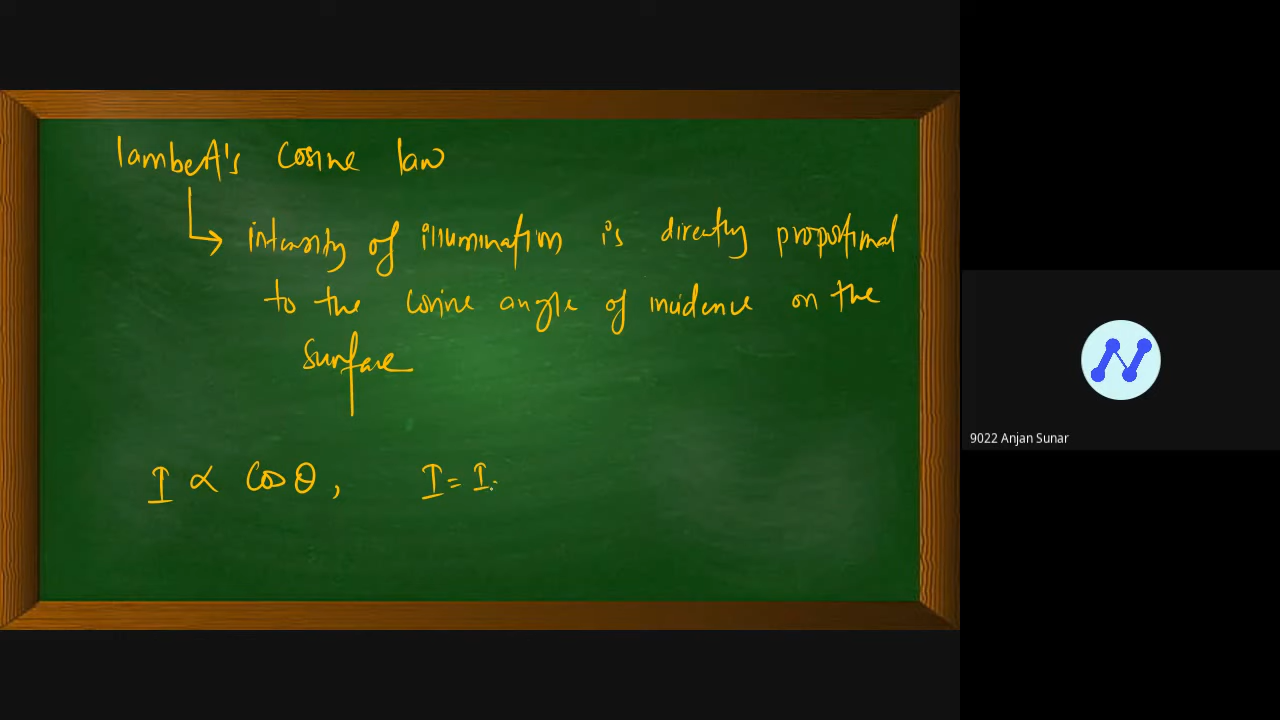 lambert's cosine law
↳ intensity of illumination is directly proportional
to the cosine angle of incidence on the
surface
I ∝ Cosθ, I = I.
9022 Anjan Sunar